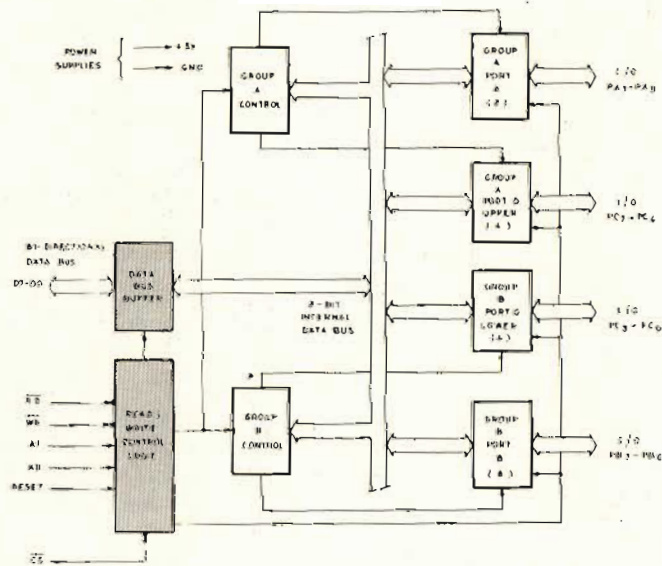 POWER
SUPPLIES
+5V
GND
GROUP
A
CONTROL
GROUP
A
PORT
A
(8)
I/O
PA7-PA0
GROUP
A
PORT C
UPPER
(4)
I/O
PC7-PC4
BI-DIRECTIONAL
DATA BUS
D7-D0
DATA
BUS
BUFFER
8-BIT
INTERNAL
DATA BUS
GROUP
B
PORT C
LOWER
(4)
I/O
PC3-PC0
RD
WR
A1
A0
RESET
CS
READ/
WRITE
CONTROL
LOGIC
GROUP
B
CONTROL
GROUP
B
PORT
B
(8)
I/O
PB7-PB0